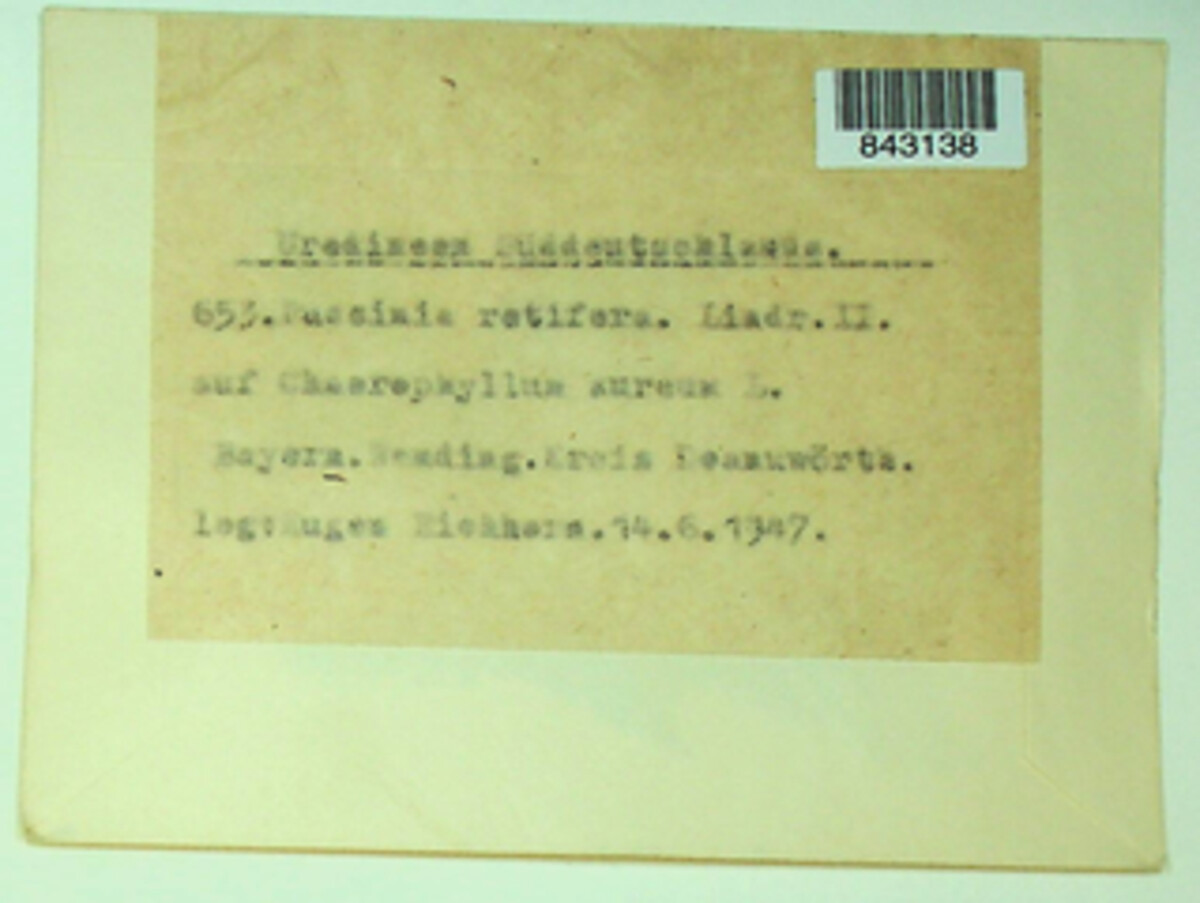 843138
Uredineen Süddeutschlands.
653. Puccinia retifera. Lindr. II.
auf Chaerophyllum aureum L.
Bayern. Wemding. Kreis Donauwörth.
leg: Eugen Eichhorn. 14.6.1947.